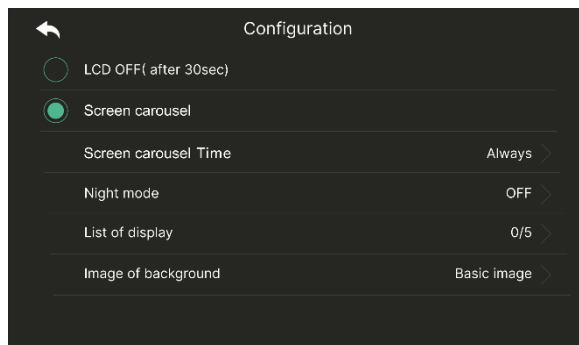 Configuration
LCD OFF( after 30sec)
Screen carousel
Screen carousel Time Always
Night mode OFF
List of display 0/5
Image of background Basic image